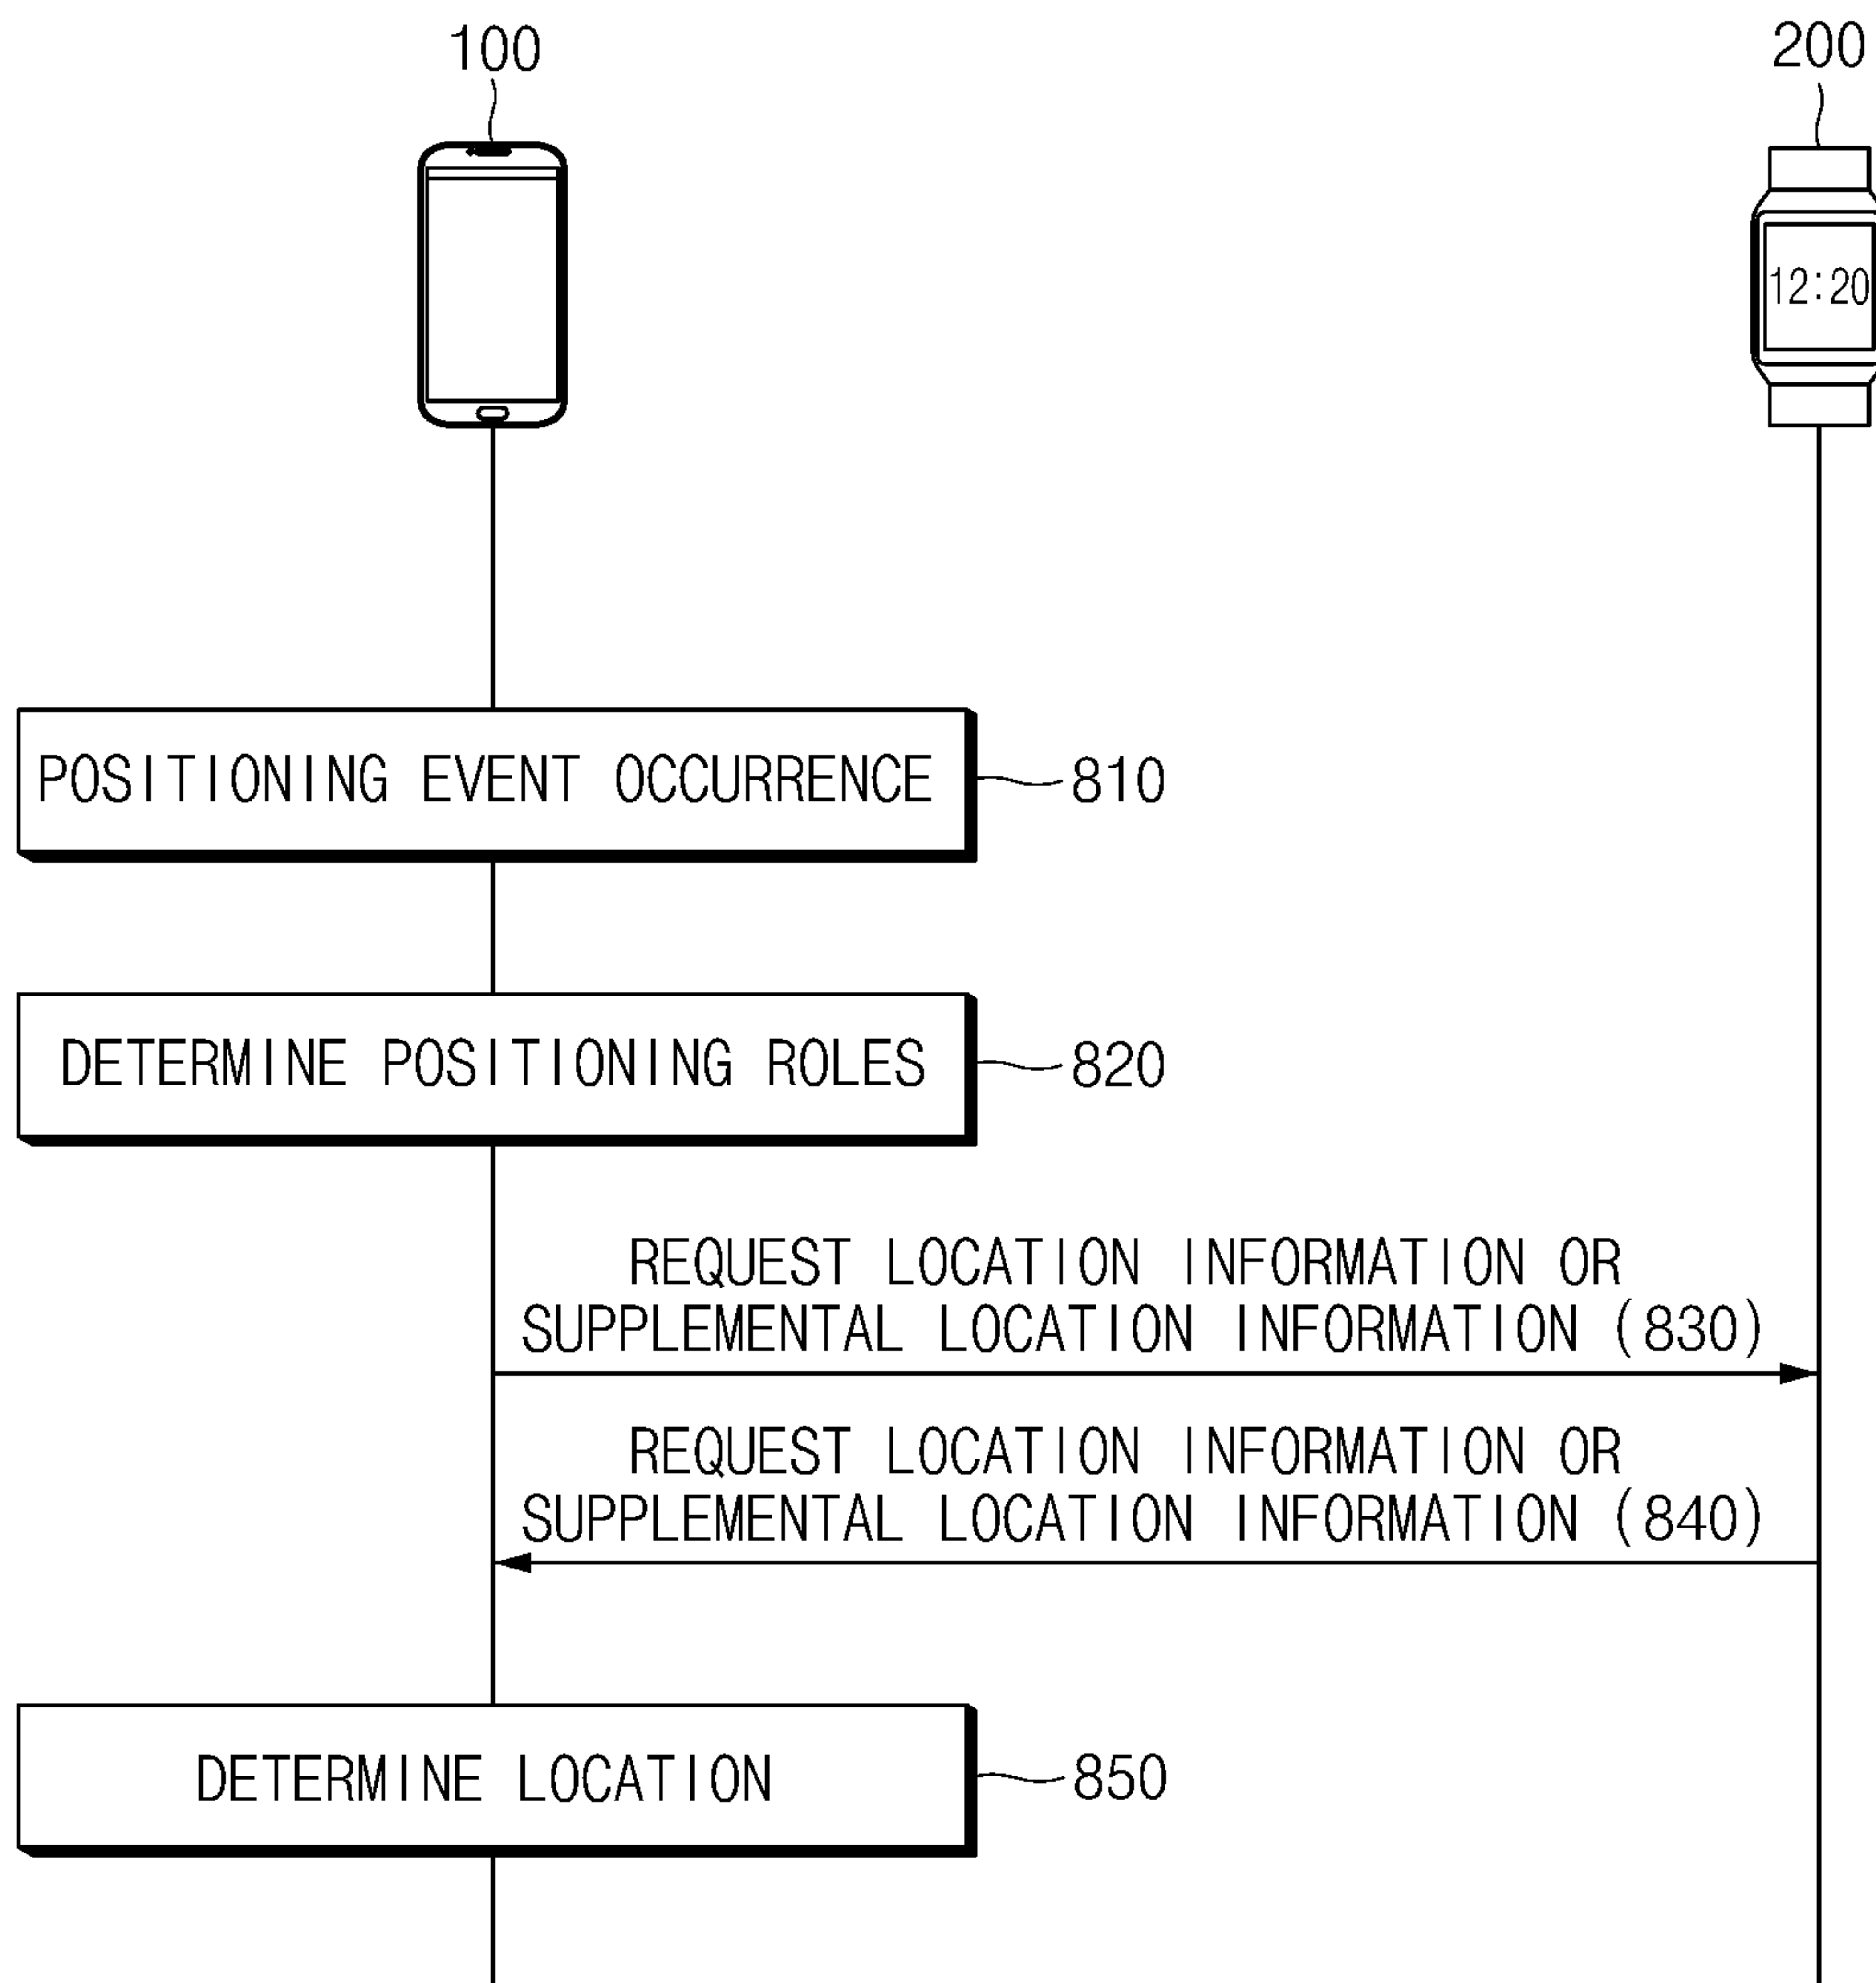 100
200
12:20
POSITIONING EVENT OCCURRENCE
810
DETERMINE POSITIONING ROLES
820
REQUEST LOCATION INFORMATION OR
SUPPLEMENTAL LOCATION INFORMATION (830)
REQUEST LOCATION INFORMATION OR
SUPPLEMENTAL LOCATION INFORMATION (840)
DETERMINE LOCATION
850